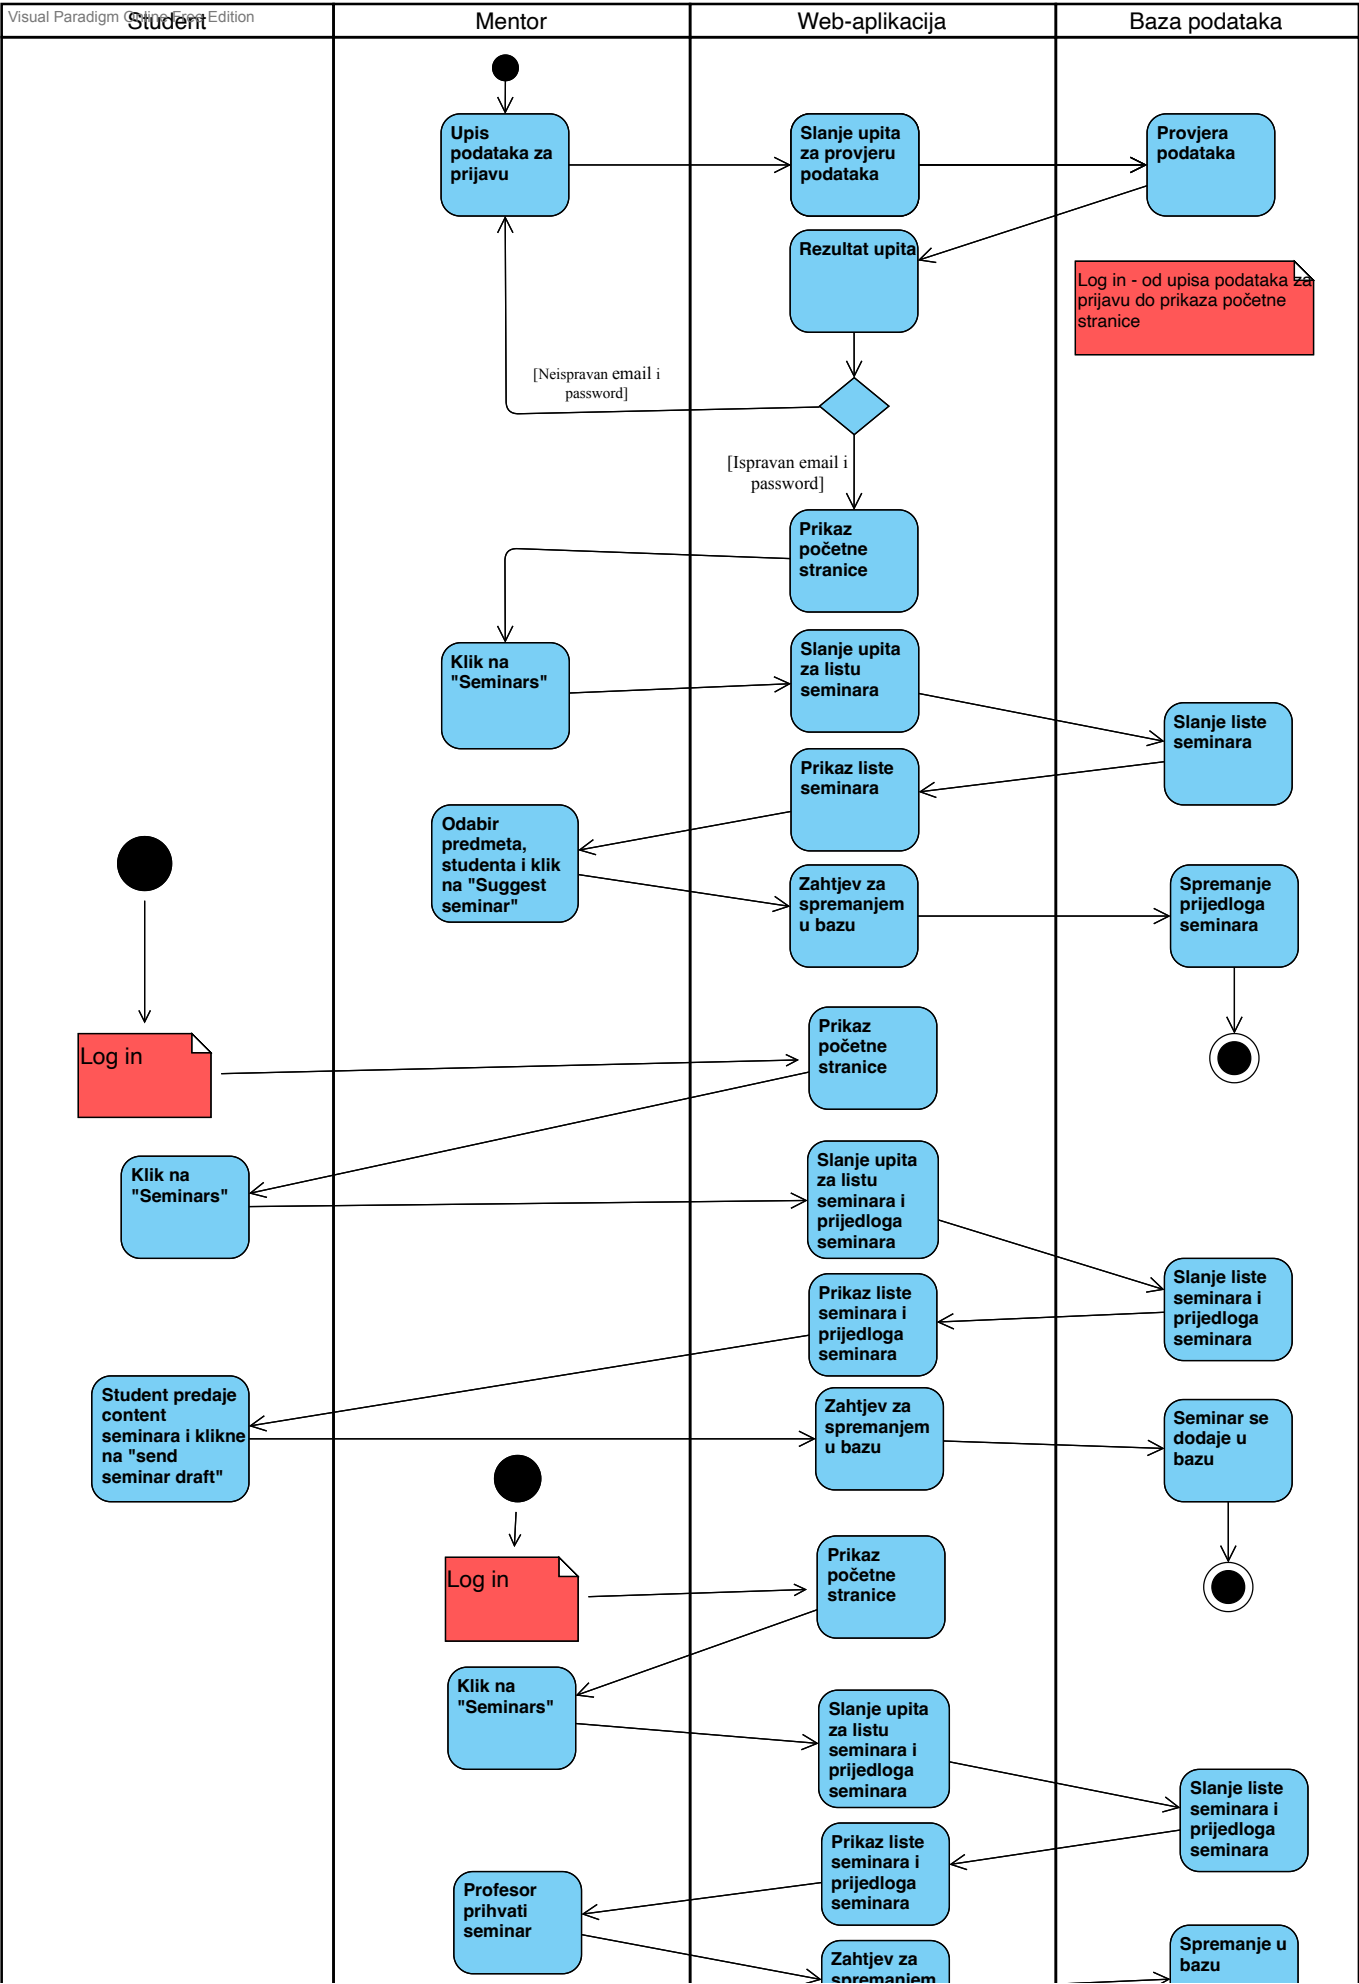 Visual Paradigm Online Free Edition
Student
Mentor
Web-aplikacija
Baza podataka
Upis
podataka za
prijavu
Slanje upita
za provjeru
podataka
Provjera
podataka
Rezultat upita
Log in - od upisa podataka za
prijavu do prikaza početne
stranice
[Neispravan email i
password]
[Ispravan email i
password]
Prikaz
početne
stranice
Klik na
"Seminars"
Slanje upita
za listu
seminara
Slanje liste
seminara
Prikaz liste
seminara
Odabir
predmeta,
studenta i klik
na "Suggest
seminar"
Zahtjev za
spremanjem
u bazu
Spremanje
prijedloga
seminara
Log in
Prikaz
početne
stranice
Klik na
"Seminars"
Slanje upita
za listu
seminara i
prijedloga
seminara
Slanje liste
seminara i
prijedloga
seminara
Prikaz liste
seminara i
prijedloga
seminara
Student predaje
content
seminara i klikne
na "send
seminar draft"
Zahtjev za
spremanjem
u bazu
Seminar se
dodaje u
bazu
Log in
Prikaz
početne
stranice
Klik na
"Seminars"
Slanje upita
za listu
seminara i
prijedloga
seminara
Slanje liste
seminara i
prijedloga
seminara
Prikaz liste
seminara i
prijedloga
seminara
Profesor
prihvati
seminar
Zahtjev za
spremanjem
Spremanje u
bazu